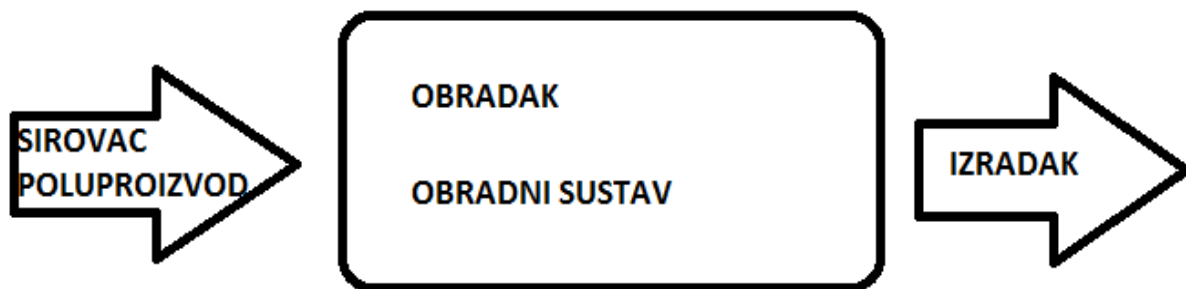 SIROVAC
POLUPROIZVOD
OBRADAK
OBRADNI SUSTAV
IZRADAK